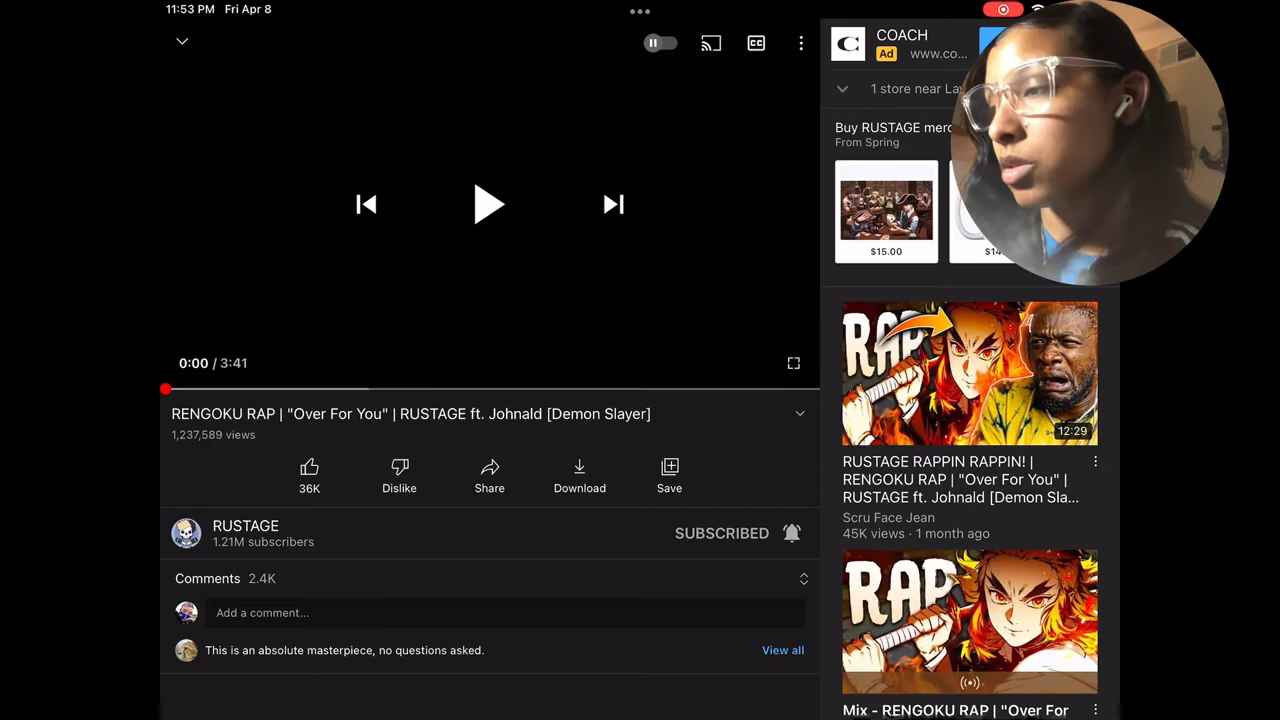 11:53 PM Fri Apr 8
0:00 / 3:41
RENGOKU RAP | "Over For You" | RUSTAGE ft. Johnald [Demon Slayer]
1,237,589 views
36K
Dislike
Share
Download
Save
RUSTAGE
1.21M subscribers
SUBSCRIBED
Comments 2.4K
Add a comment...
This is an absolute masterpiece, no questions asked.
View all
CC
C
COACH
Ad www.co...
1 store near
Buy RUSTAGE
From Spring
$15.00
RAP
12:29
RUSTAGE RAPPIN RAPPIN! |
RENGOKU RAP | "Over For You" |
RUSTAGE ft. Johnald [Demon Sla...
Scru Face Jean
45K views · 1 month ago
RAP
Mix - RENGOKU RAP | "Over For